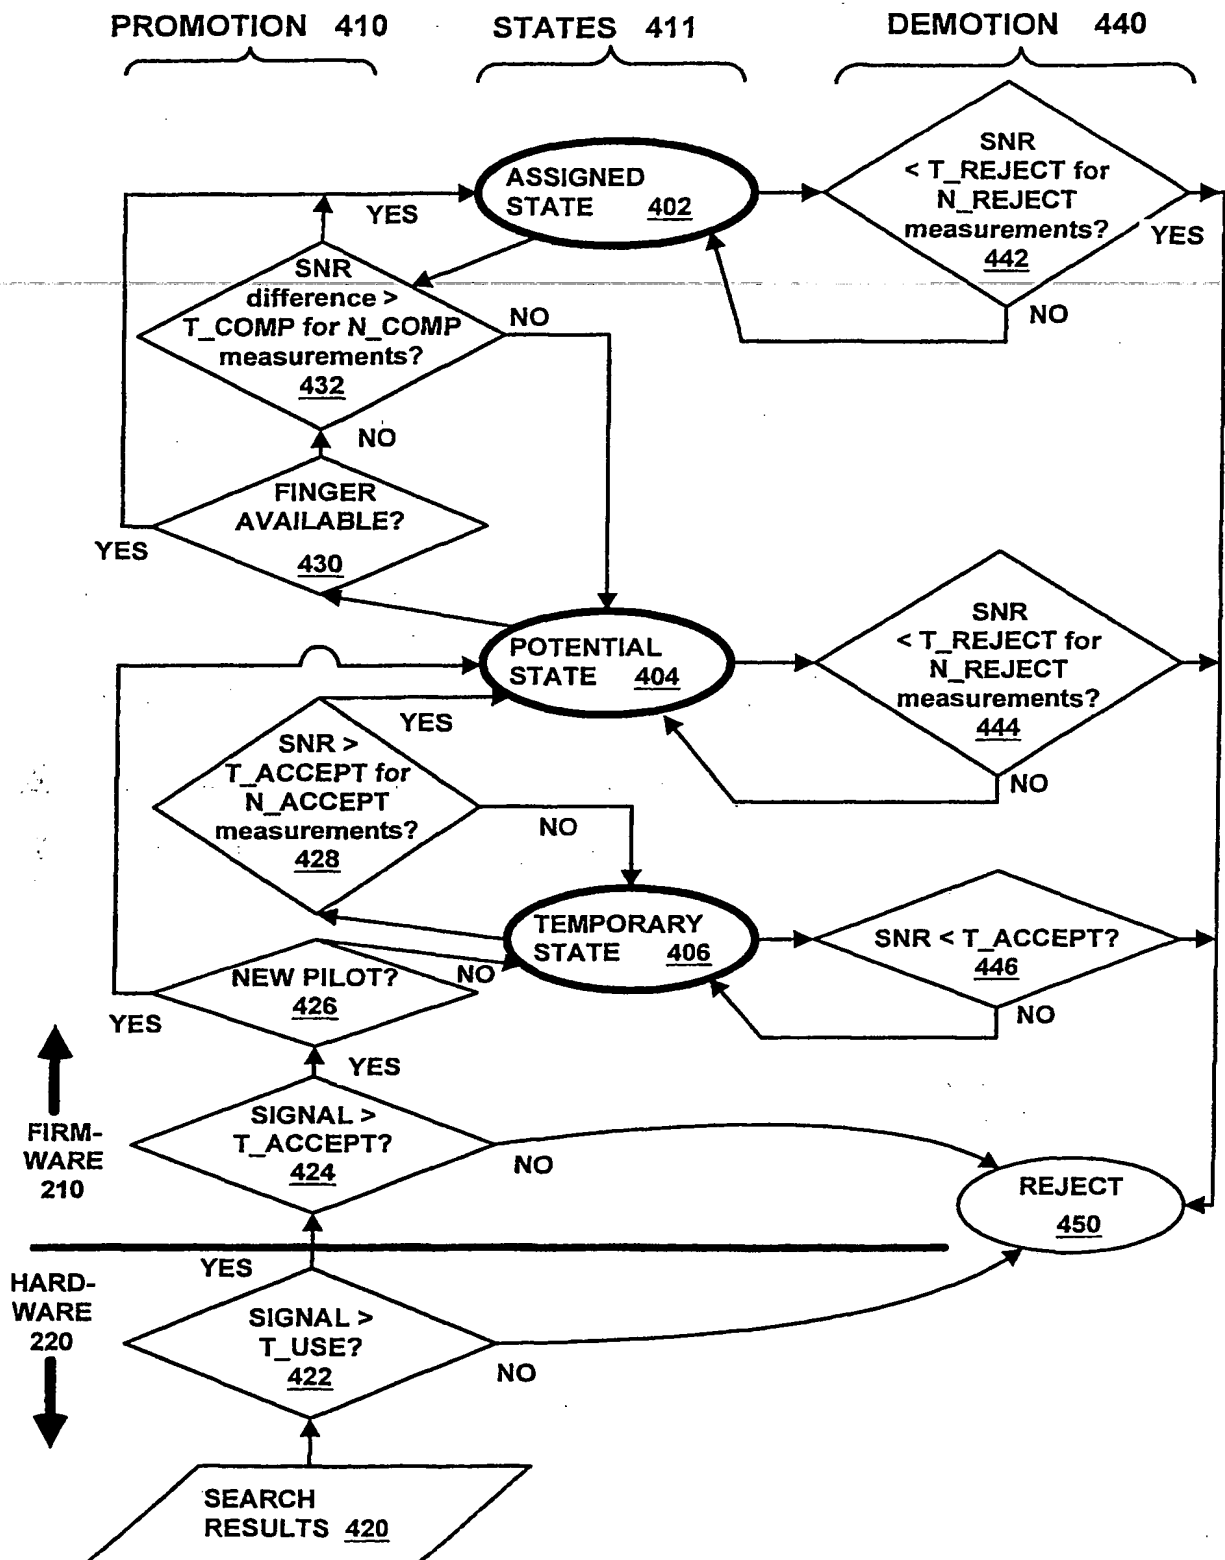 PROMOTION 410
STATES 411
DEMOTION 440
ASSIGNED
STATE 402
SNR
< T_REJECT for
N_REJECT
measurements?
442
YES
NO
YES
SNR
difference >
T_COMP for N_COMP
measurements?
432
NO
NO
FINGER
AVAILABLE?
430
YES
POTENTIAL
STATE 404
SNR
< T_REJECT for
N_REJECT
measurements?
444
NO
YES
SNR >
T_ACCEPT for
N_ACCEPT
measurements?
428
NO
TEMPORARY
STATE 406
SNR < T_ACCEPT?
446
NO
NEW PILOT?
426
NO
YES
YES
SIGNAL >
T_ACCEPT?
424
NO
FIRM-
WARE
210
REJECT
450
YES
HARD-
WARE
220
SIGNAL >
T_USE?
422
NO
SEARCH
RESULTS 420